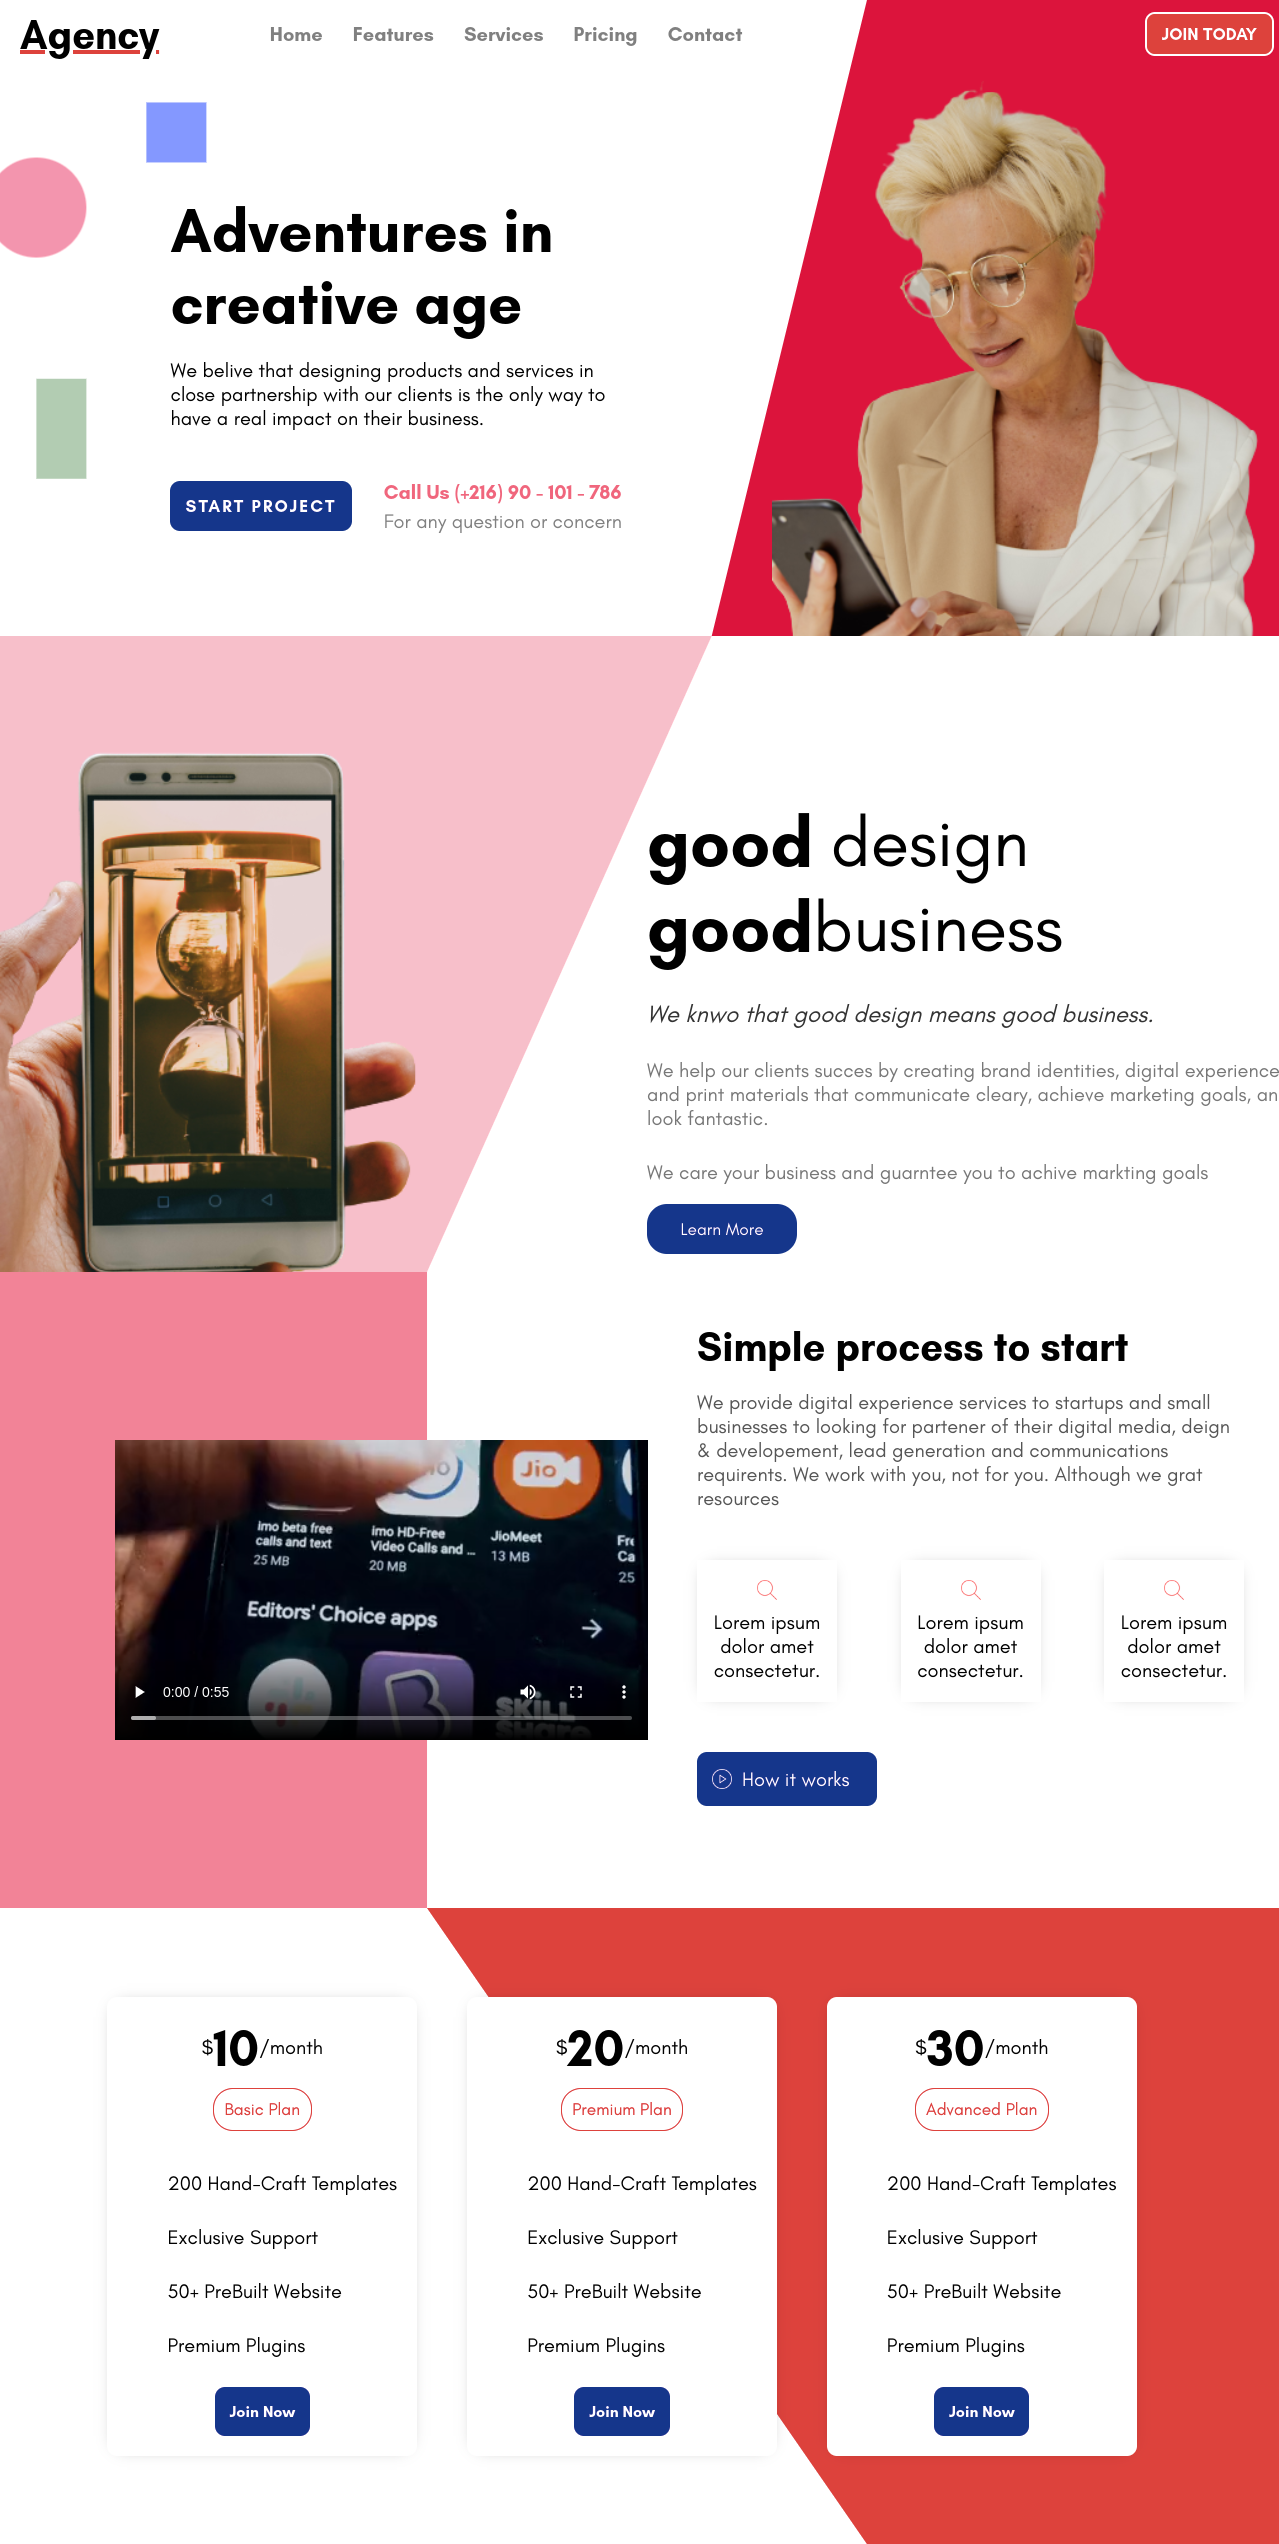 Agency
Home Features Services Pricing Contact
JOIN TODAY
Adventures in
creative age
We belive that designing products and services in
close partnership with our clients is the only way to
have a real impact on their business.
START PROJECT
Call Us (+216) 90 - 101 - 786
For any question or concern
good design
goodbusiness
We knwo that good design means good business.
We help our clients succes by creating brand identities, digital experience
and print materials that communicate cleary, achieve marketing goals, an
look fantastic.
We care your business and guarntee you to achive markting goals
Learn More
Simple process to start
We provide digital experience services to startups and small
businesses to looking for partener of their digital media, deign
& developement, lead generation and communications
requirents. We work with you, not for you. Although we grat
resources
Jio
imo beta free
calls and text
25 MB
imo HD-Free
Video Calls and ...
20 MB
JioMeet
13 MB
Fre
Ca
25
Editors' Choice apps
SKILL
share
0:00 / 0:55
Lorem ipsum
dolor amet
consectetur.
Lorem ipsum
dolor amet
consectetur.
Lorem ipsum
dolor amet
consectetur.
How it works
$10/month
Basic Plan
200 Hand-Craft Templates
Exclusive Support
50+ PreBuilt Website
Premium Plugins
Join Now
$20/month
Premium Plan
200 Hand-Craft Templates
Exclusive Support
50+ PreBuilt Website
Premium Plugins
Join Now
$30/month
Advanced Plan
200 Hand-Craft Templates
Exclusive Support
50+ PreBuilt Website
Premium Plugins
Join Now